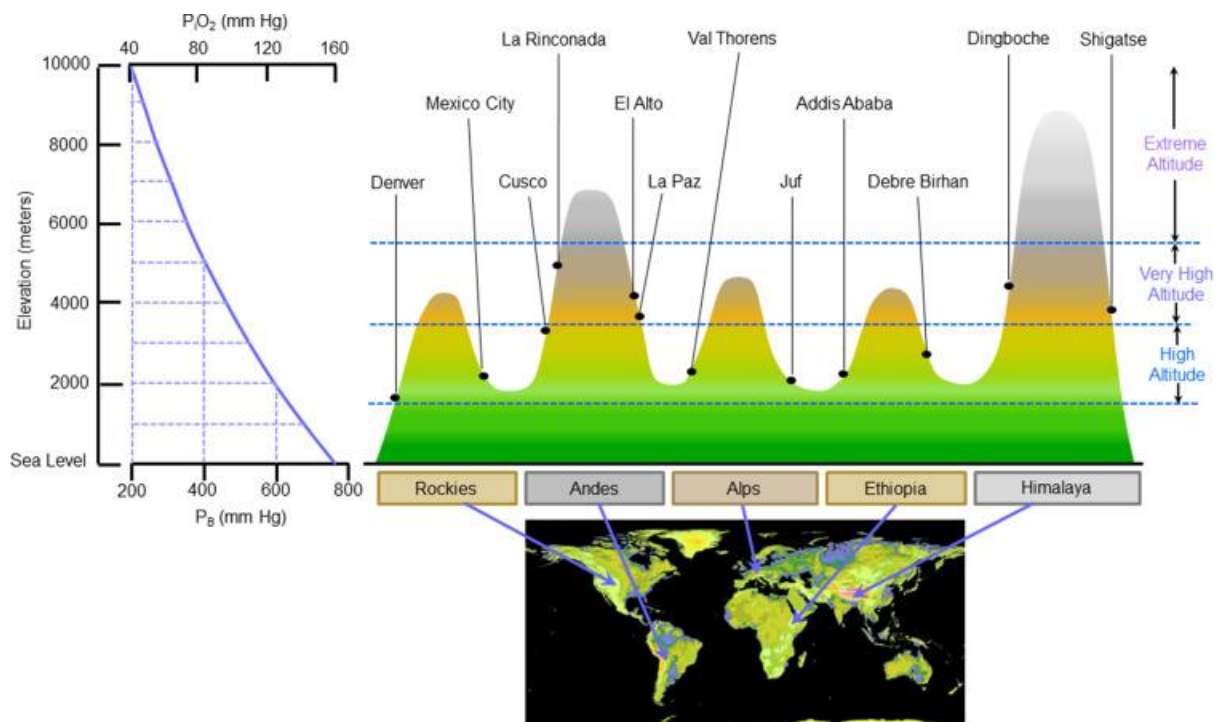 PIO2 (mm Hg)
40 80 120 160
10000
8000
6000
4000
2000
Sea Level
Elevation (meters)
200 400 600 800
PB (mm Hg)
La Rinconada
Val Thorens
Dingboche
Shigatse
Mexico City
El Alto
Addis Ababa
Denver
Cusco
La Paz
Juf
Debre Birhan
Extreme
Altitude
Very High
Altitude
High
Altitude
Rockies
Andes
Alps
Ethiopia
Himalaya